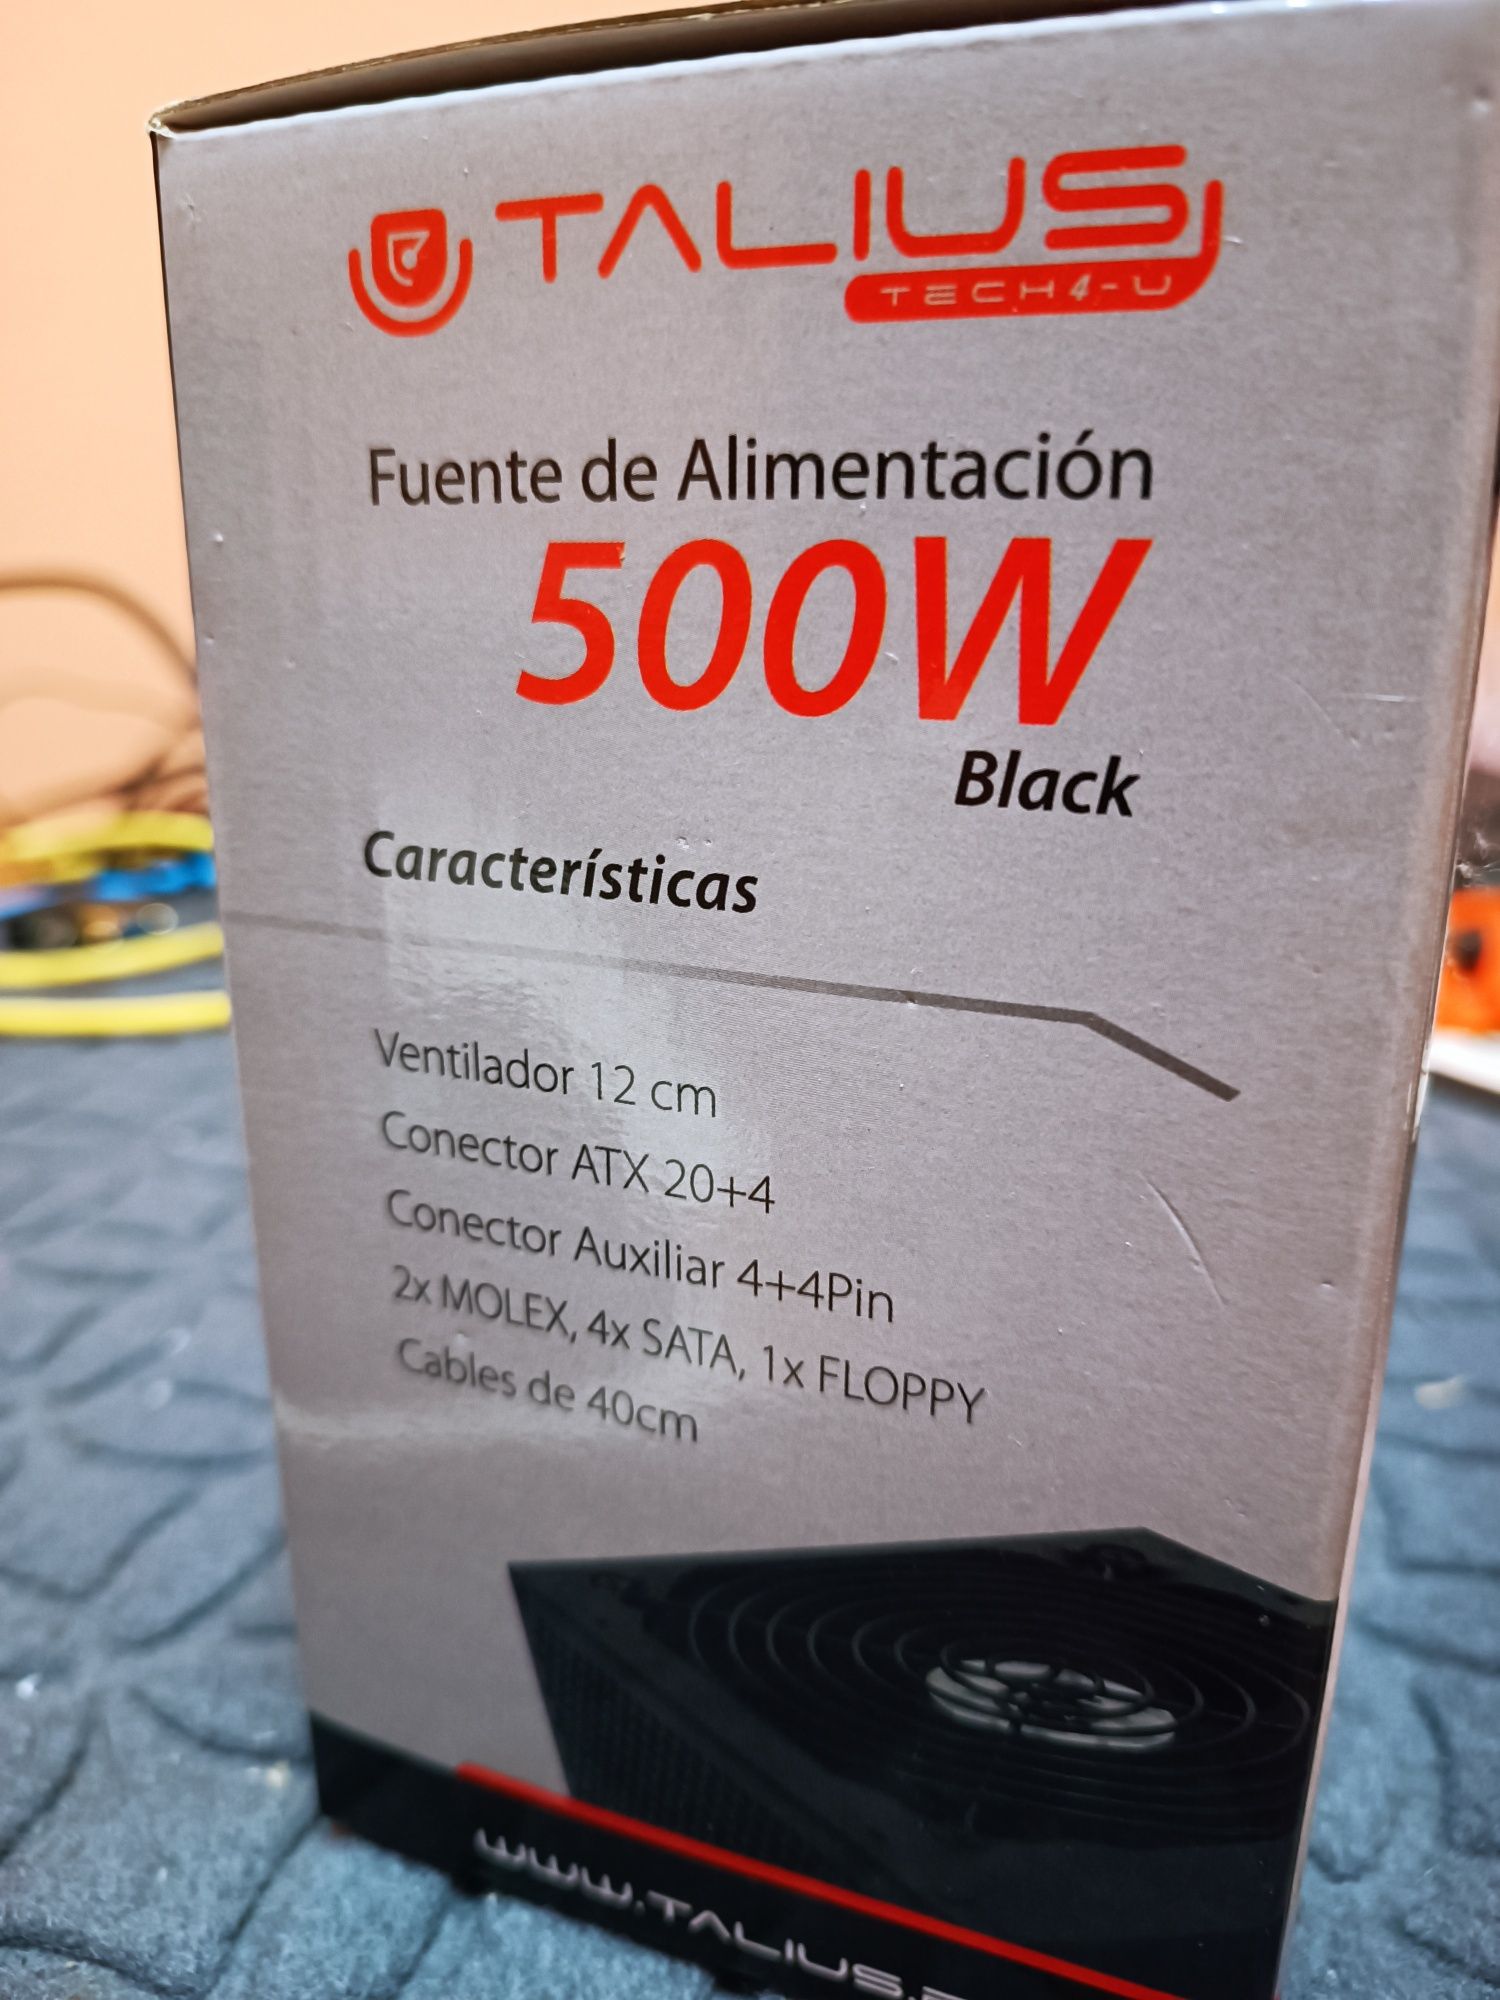 TALIUS
TECH4-U
Fuente de Alimentación
500W
Black
Características
Ventilador 12 cm
Conector ATX 20+4
Conector Auxiliar 4+4Pin
2x MOLEX, 4x SATA, 1x FLOPPY
Cables de 40cm
WWW.TALIUS.